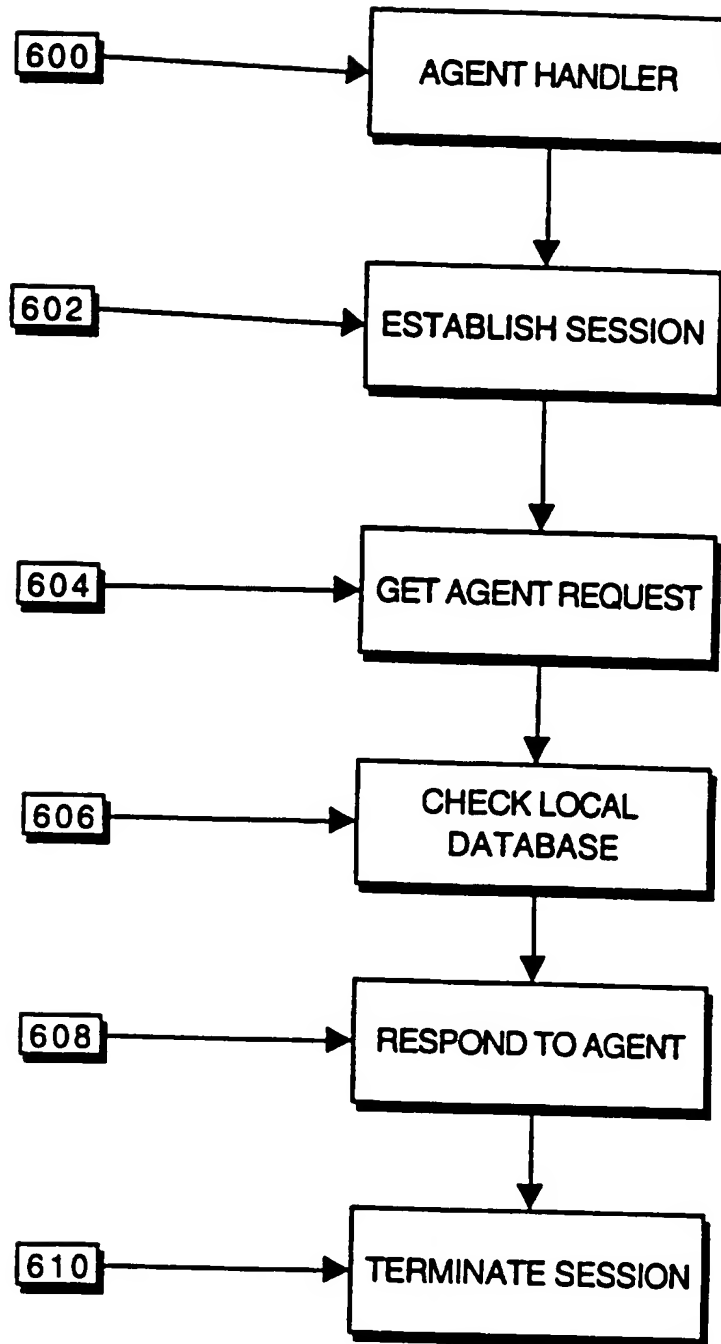 600
AGENT HANDLER
602
ESTABLISH SESSION
604
GET AGENT REQUEST
606
CHECK LOCAL
DATABASE
608
RESPOND TO AGENT
610
TERMINATE SESSION